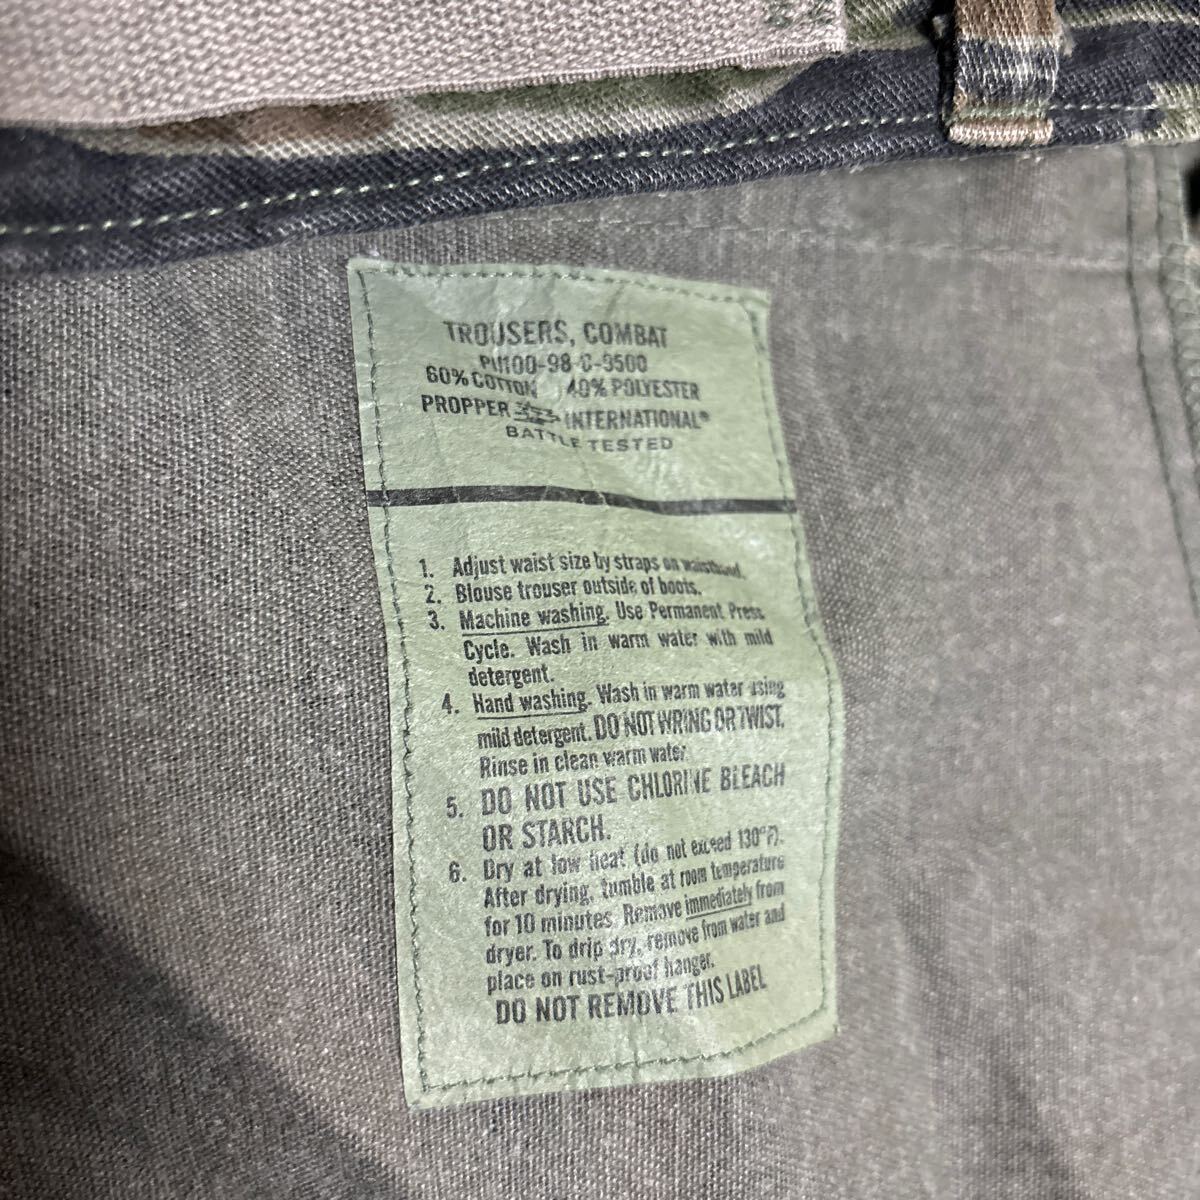 TROUSERS, COMBAT
60% COTTON 40% POLYESTER
PROPPER INTERNATIONAL®
BATTLE TESTED
1. Adjust waist size by straps on waistband.
2. Blouse trouser outside of boots.
3. Machine washing. Use Permanent Press
Cycle. Wash in warm water with mild
detergent.
4. Hand washing. Wash in warm water using
mild detergent. DO NOT WRING OR TWIST.
Rinse in clean warm water.
5. DO NOT USE CHLORINE BLEACH
OR STARCH.
6. Dry at low heat (do not exceed 130°F).
After drying, tumble at room temperature
for 10 minutes. Remove immediately from
dryer. To drip dry, remove from water and
place on rust-proof hanger.
DO NOT REMOVE THIS LABEL